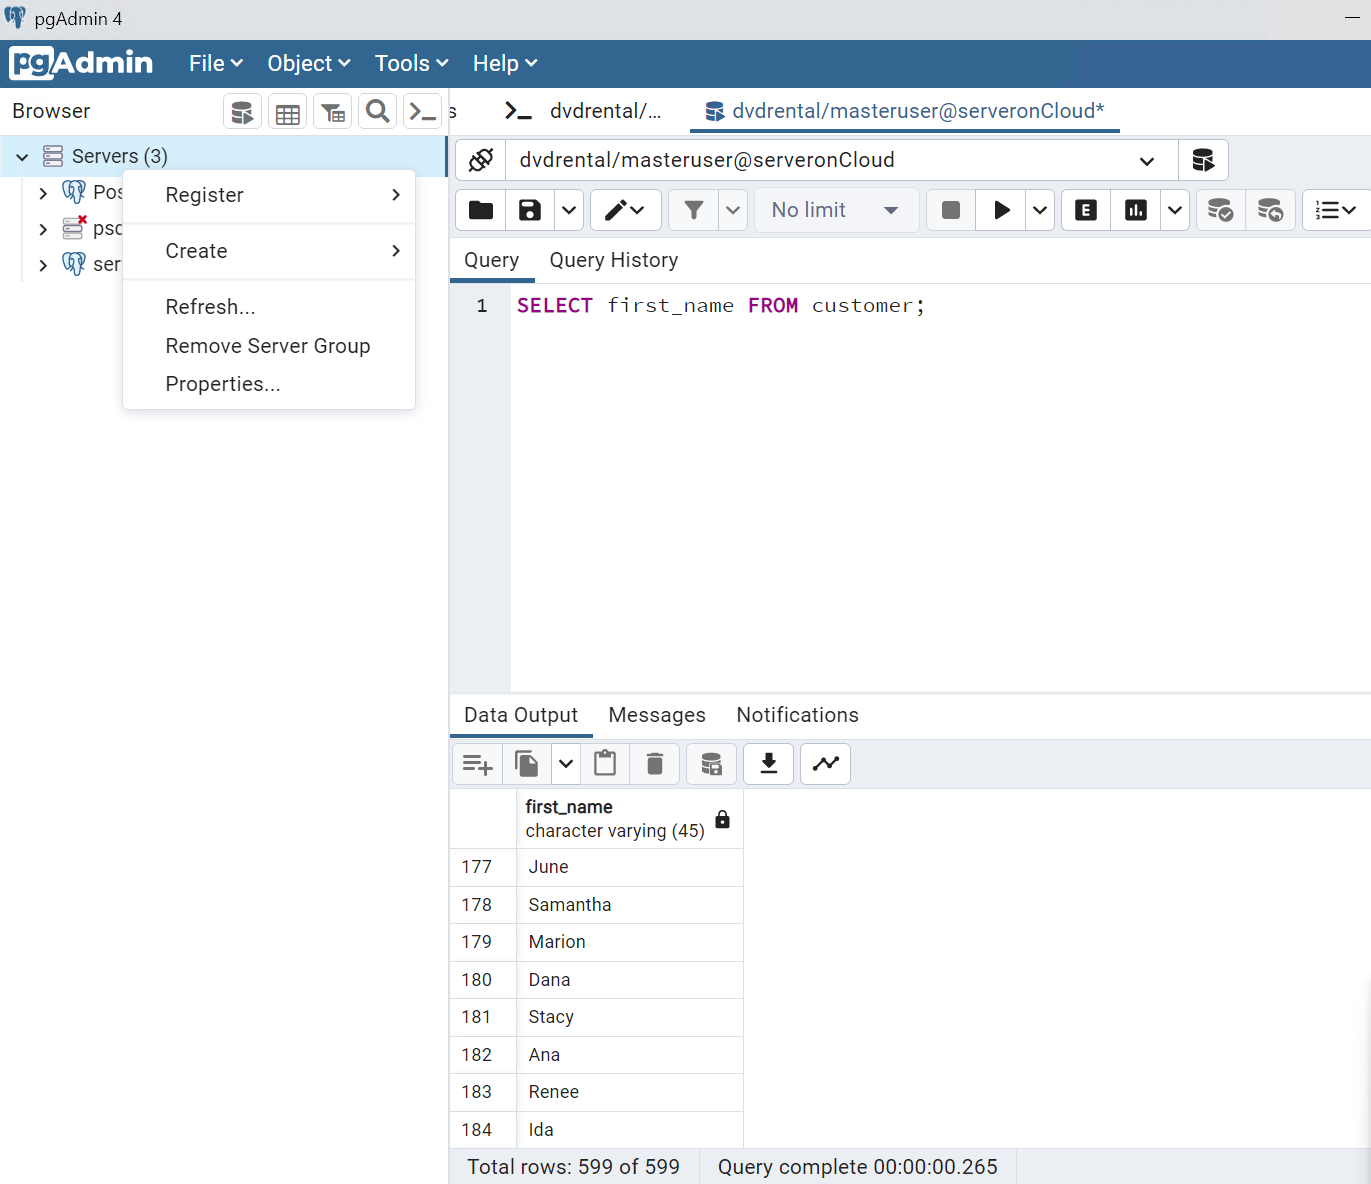 pgAdmin 4
pgAdmin File Object Tools Help
Browser
s dvdrental/... dvdrental/masteruser@serveronCloud*
Servers (3)
dvdrental/masteruser@serveronCloud
Pos
psc
ser
Register
Create
Refresh...
Remove Server Group
Properties...
No limit
E
Query Query History
1 SELECT first_name FROM customer;
Data Output Messages Notifications
first_name
character varying (45)
177 June
178 Samantha
179 Marion
180 Dana
181 Stacy
182 Ana
183 Renee
184 Ida
Total rows: 599 of 599 Query complete 00:00:00.265